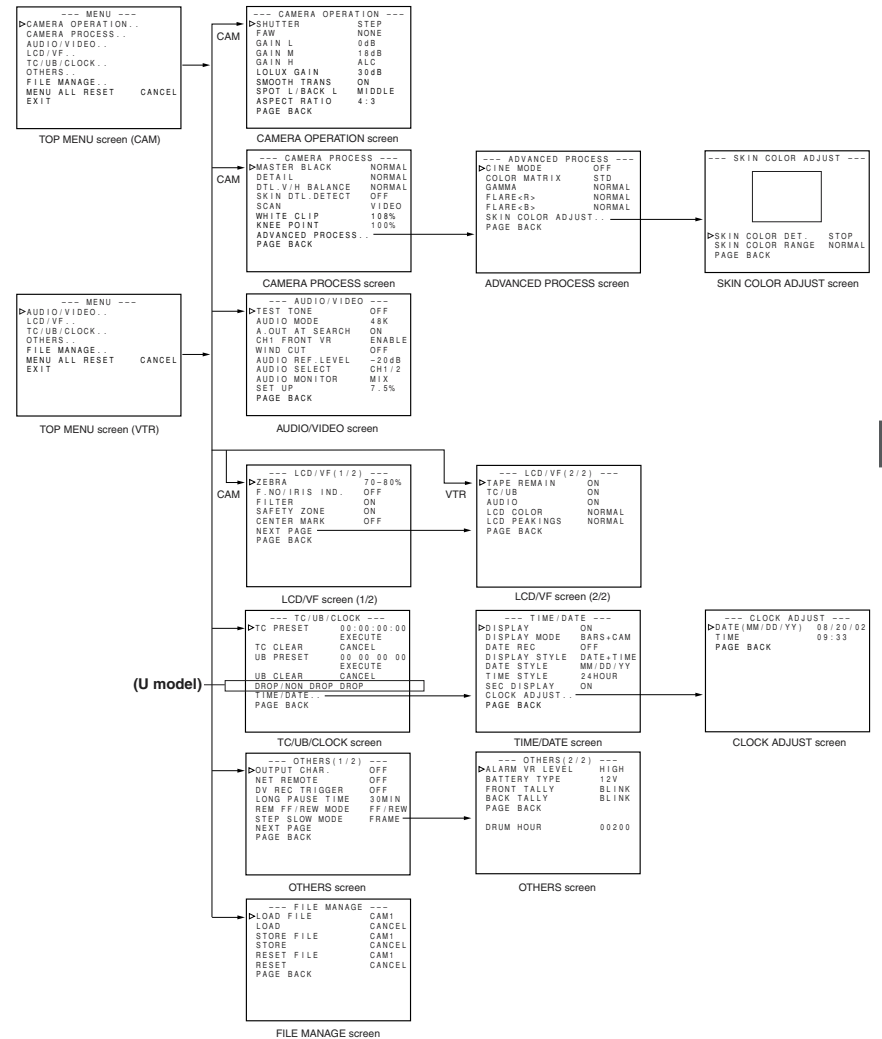 --- MENU ---
CAMERA OPERATION..
CAMERA PROCESS..
AUDIO/VIDEO..
LCD/VF..
TC/UB/CLOCK..
OTHERS..
FILE MANAGE..
MENU ALL RESET CANCEL
EXIT
TOP MENU screen (CAM)
CAM
--- CAMERA OPERATION ---
SHUTTER STEP
FAW NONE
GAIN L 0dB
GAIN M 18dB
GAIN H ALC
LOLUX GAIN 30dB
SMOOTH TRANS ON
SPOT L/BACK L MIDDLE
ASPECT RATIO 4:3
PAGE BACK
CAMERA OPERATION screen
CAM
--- CAMERA PROCESS ---
MASTER BLACK NORMAL
DETAIL NORMAL
DTL.V/H BALANCE NORMAL
SKIN DTL.DETECT OFF
SCAN VIDEO
WHITE CLIP 108%
KNEE POINT 100%
ADVANCED PROCESS..
PAGE BACK
CAMERA PROCESS screen
--- ADVANCED PROCESS ---
CINE MODE OFF
COLOR MATRIX STD
GAMMA NORMAL
FLARE<R> NORMAL
FLARE<B> NORMAL
SKIN COLOR ADJUST..
PAGE BACK
ADVANCED PROCESS screen
--- SKIN COLOR ADJUST ---
SKIN COLOR DET. STOP
SKIN COLOR RANGE NORMAL
PAGE BACK
SKIN COLOR ADJUST screen
--- MENU ---
AUDIO/VIDEO..
LCD/VF..
TC/UB/CLOCK..
OTHERS..
FILE MANAGE..
MENU ALL RESET CANCEL
EXIT
TOP MENU screen (VTR)
--- AUDIO/VIDEO ---
TEST TONE OFF
AUDIO MODE 48K
A.OUT AT SEARCH ON
CH1 FRONT VR ENABLE
WIND CUT OFF
AUDIO REF.LEVEL -20dB
AUDIO SELECT CH1/2
AUDIO MONITOR MIX
SET UP 7.5%
PAGE BACK
AUDIO/VIDEO screen
CAM
--- LCD/VF(1/2) ---
ZEBRA 70-80%
F.NO/IRIS IND. OFF
FILTER ON
SAFETY ZONE ON
CENTER MARK OFF
NEXT PAGE
PAGE BACK
LCD/VF screen (1/2)
VTR
--- LCD/VF(2/2) ---
TAPE REMAIN ON
TC/UB ON
AUDIO ON
LCD COLOR NORMAL
LCD PEAKINGS NORMAL
PAGE BACK
LCD/VF screen (2/2)
(U model)
--- TC/UB/CLOCK ---
TC PRESET 00:00:00:00
EXECUTE
TC CLEAR CANCEL
UB PRESET 00 00 00 00
EXECUTE
UB CLEAR CANCEL
DROP/NON DROP DROP
TIME/DATE..
PAGE BACK
TC/UB/CLOCK screen
--- TIME/DATE ---
DISPLAY ON
DISPLAY MODE BARS+CAM
DATE REC OFF
DISPLAY STYLE DATE+TIME
DATE STYLE MM/DD/YY
TIME STYLE 24HOUR
SEC DISPLAY ON
CLOCK ADJUST..
PAGE BACK
TIME/DATE screen
--- CLOCK ADJUST ---
DATE(MM/DD/YY) 08/20/02
TIME 09:33
PAGE BACK
CLOCK ADJUST screen
--- OTHERS(1/2) ---
OUTPUT CHAR. OFF
NET REMOTE OFF
DV REC TRIGGER OFF
LONG PAUSE TIME 30MIN
REM FF/REW MODE FF/REW
STEP SLOW MODE FRAME
NEXT PAGE
PAGE BACK
OTHERS screen
--- OTHERS(2/2) ---
ALARM VR LEVEL HIGH
BATTERY TYPE 12V
FRONT TALLY BLINK
BACK TALLY BLINK
PAGE BACK
DRUM HOUR 00200
OTHERS screen
--- FILE MANAGE ---
LOAD FILE CAM1
LOAD CANCEL
STORE FILE CAM1
STORE CANCEL
RESET FILE CAM1
RESET CANCEL
PAGE BACK
FILE MANAGE screen